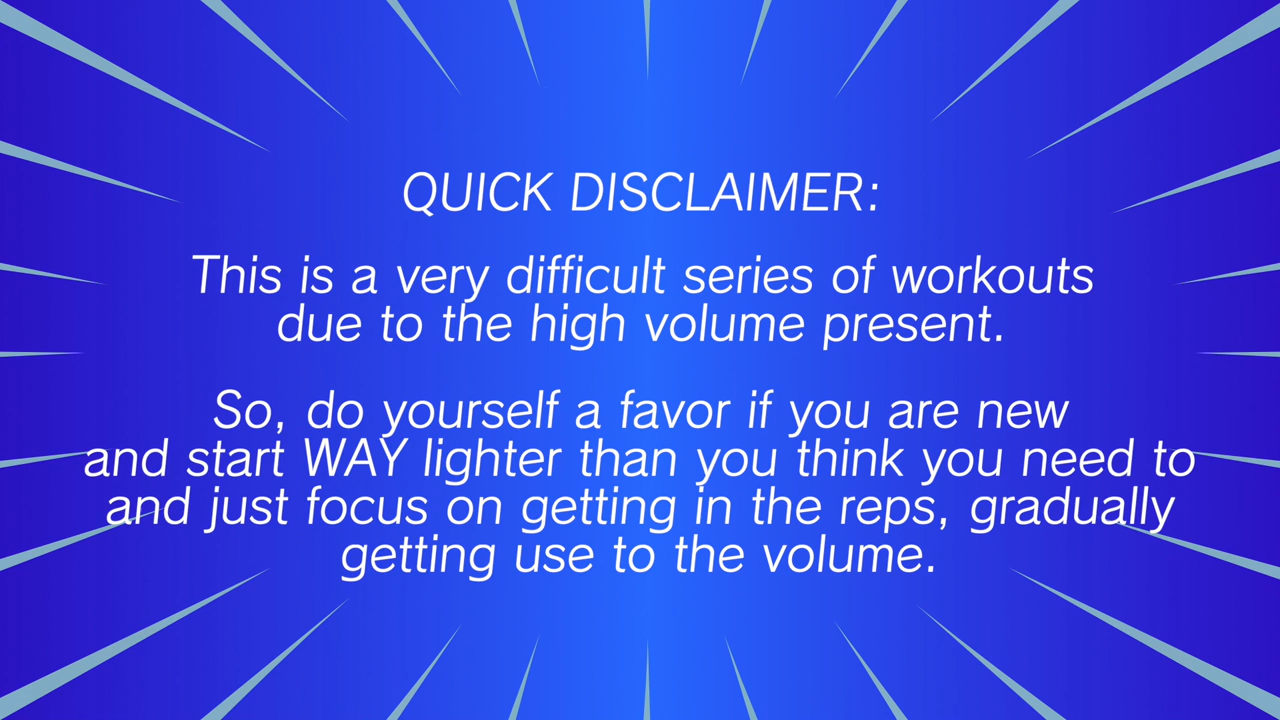 QUICK DISCLAIMER:
This is a very difficult series of workouts
due to the high volume present.
So, do yourself a favor if you are new
and start WAY lighter than you think you need to
and just focus on getting in the reps, gradually
getting use to the volume.